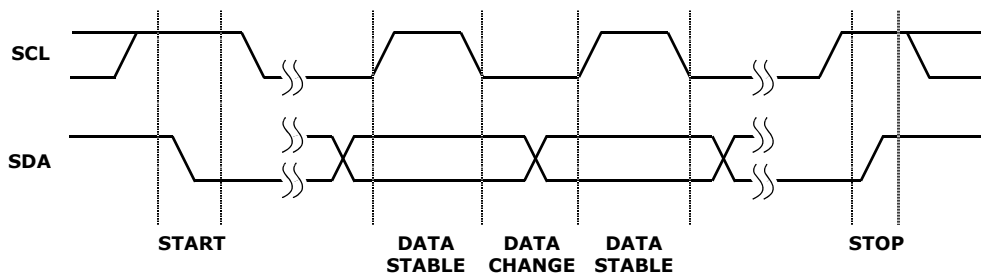 SCL
SDA
START
DATA STABLE
DATA CHANGE
DATA STABLE
STOP